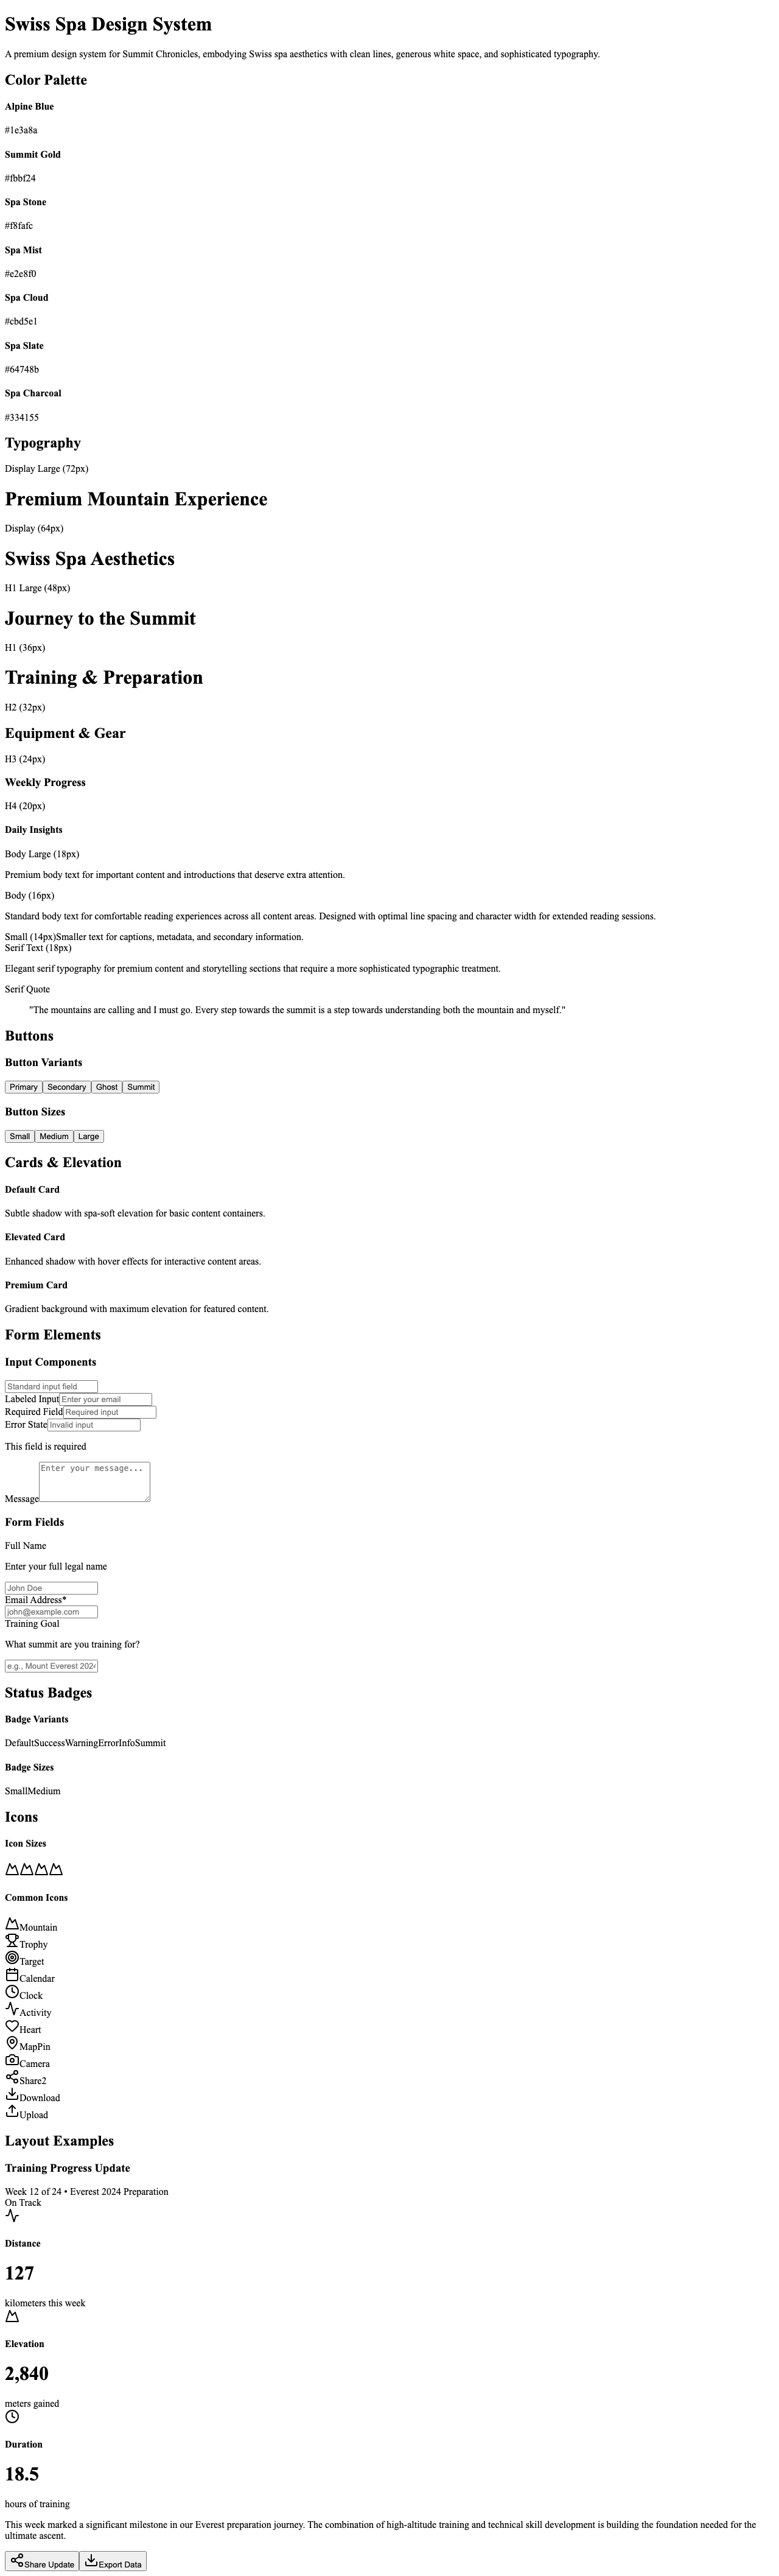 Swiss Spa Design System
A premium design system for Summit Chronicles, embodying Swiss spa aesthetics with clean lines, generous white space, and sophisticated typography.
Color Palette
Alpine Blue
#1e3a8a
Summit Gold
#fbbf24
Spa Stone
#f8fafc
Spa Mist
#e2e8f0
Spa Cloud
#cbd5e1
Spa Slate
#64748b
Spa Charcoal
#334155
Typography
Display Large (72px)
Premium Mountain Experience
Display (64px)
Swiss Spa Aesthetics
H1 Large (48px)
Journey to the Summit
H1 (36px)
Training & Preparation
H2 (32px)
Equipment & Gear
H3 (24px)
Weekly Progress
H4 (20px)
Daily Insights
Body Large (18px)
Premium body text for important content and introductions that deserve extra attention.
Body (16px)
Standard body text for comfortable reading experiences across all content areas. Designed with optimal line spacing and character width for extended reading sessions.
Small (14px)Smaller text for captions, metadata, and secondary information.
Serif Text (18px)
Elegant serif typography for premium content and storytelling sections that require a more sophisticated typographic treatment.
Serif Quote
"The mountains are calling and I must go. Every step towards the summit is a step towards understanding both the mountain and myself."
Buttons
Button Variants
Primary Secondary Ghost Summit
Button Sizes
Small Medium Large
Cards & Elevation
Default Card
Subtle shadow with spa-soft elevation for basic content containers.
Elevated Card
Enhanced shadow with hover effects for interactive content areas.
Premium Card
Gradient background with maximum elevation for featured content.
Form Elements
Input Components
Standard input field
Labeled Input Enter your email
Required Field Required input
Error State Invalid input
This field is required
Message Enter your message...
Form Fields
Full Name
Enter your full legal name
John Doe
Email Address*
john@example.com
Training Goal
What summit are you training for?
e.g., Mount Everest 2024
Status Badges
Badge Variants
DefaultSuccessWarningErrorInfoSummit
Badge Sizes
SmallMedium
Icons
Icon Sizes
Common Icons
Mountain
Trophy
Target
Calendar
Clock
Activity
Heart
MapPin
Camera
Share2
Download
Upload
Layout Examples
Training Progress Update
Week 12 of 24 • Everest 2024 Preparation
On Track
Distance
127
kilometers this week
Elevation
2,840
meters gained
Duration
18.5
hours of training
This week marked a significant milestone in our Everest preparation journey. The combination of high-altitude training and technical skill development is building the foundation needed for the
ultimate ascent.
Share Update Export Data